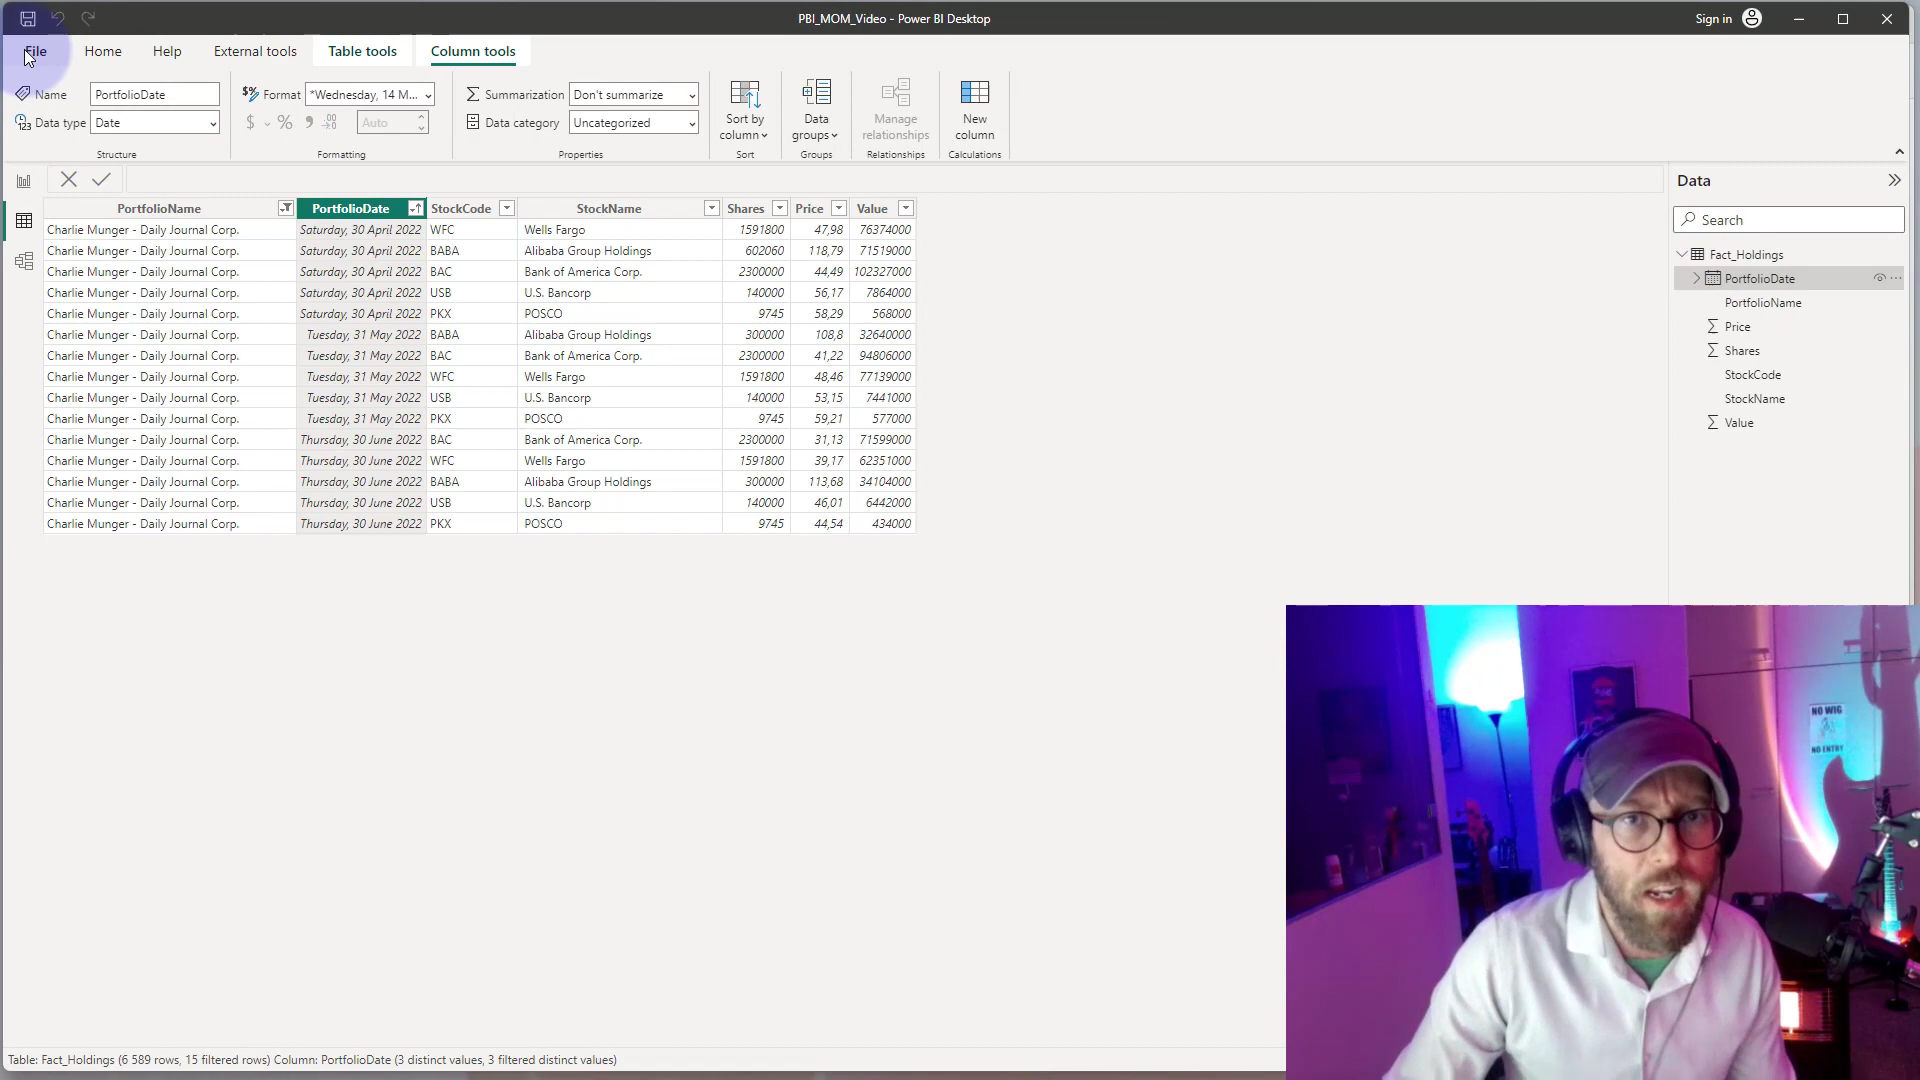 PBI_MOM_Video - Power BI Desktop
Sign in
File Home Help External tools Table tools Column tools
Name PortfolioDate
Data type Date
Structure
Format *Wednesday, 14 M...
$ % 9 .00 Auto
Formatting
Summarization Don't summarize
Data category Uncategorized
Properties
Sort by column
Sort
Data groups
Groups
Manage relationships
Relationships
New column
Calculations
PortfolioName PortfolioDate StockCode StockName Shares Price Value
Charlie Munger - Daily Journal Corp. Saturday, 30 April 2022 WFC Wells Fargo 1591800 47,98 76374000
Charlie Munger - Daily Journal Corp. Saturday, 30 April 2022 BABA Alibaba Group Holdings 602060 118,79 71519000
Charlie Munger - Daily Journal Corp. Saturday, 30 April 2022 BAC Bank of America Corp. 2300000 44,49 102327000
Charlie Munger - Daily Journal Corp. Saturday, 30 April 2022 USB U.S. Bancorp 140000 56,17 7864000
Charlie Munger - Daily Journal Corp. Saturday, 30 April 2022 PKX POSCO 9745 58,29 568000
Charlie Munger - Daily Journal Corp. Tuesday, 31 May 2022 BABA Alibaba Group Holdings 300000 108,8 32640000
Charlie Munger - Daily Journal Corp. Tuesday, 31 May 2022 BAC Bank of America Corp. 2300000 41,22 94806000
Charlie Munger - Daily Journal Corp. Tuesday, 31 May 2022 WFC Wells Fargo 1591800 48,46 77139000
Charlie Munger - Daily Journal Corp. Tuesday, 31 May 2022 USB U.S. Bancorp 140000 53,15 7441000
Charlie Munger - Daily Journal Corp. Tuesday, 31 May 2022 PKX POSCO 9745 59,21 577000
Charlie Munger - Daily Journal Corp. Thursday, 30 June 2022 BAC Bank of America Corp. 2300000 31,13 71599000
Charlie Munger - Daily Journal Corp. Thursday, 30 June 2022 WFC Wells Fargo 1591800 39,17 62351000
Charlie Munger - Daily Journal Corp. Thursday, 30 June 2022 BABA Alibaba Group Holdings 300000 113,68 34104000
Charlie Munger - Daily Journal Corp. Thursday, 30 June 2022 USB U.S. Bancorp 140000 46,01 6442000
Charlie Munger - Daily Journal Corp. Thursday, 30 June 2022 PKX POSCO 9745 44,54 434000
Data
Search
Fact_Holdings
PortfolioDate
PortfolioName
Price
Shares
StockCode
StockName
Value
NO WIG
NO ENTRY
Table: Fact_Holdings (6 589 rows, 15 filtered rows) Column: PortfolioDate (3 distinct values, 3 filtered distinct values)